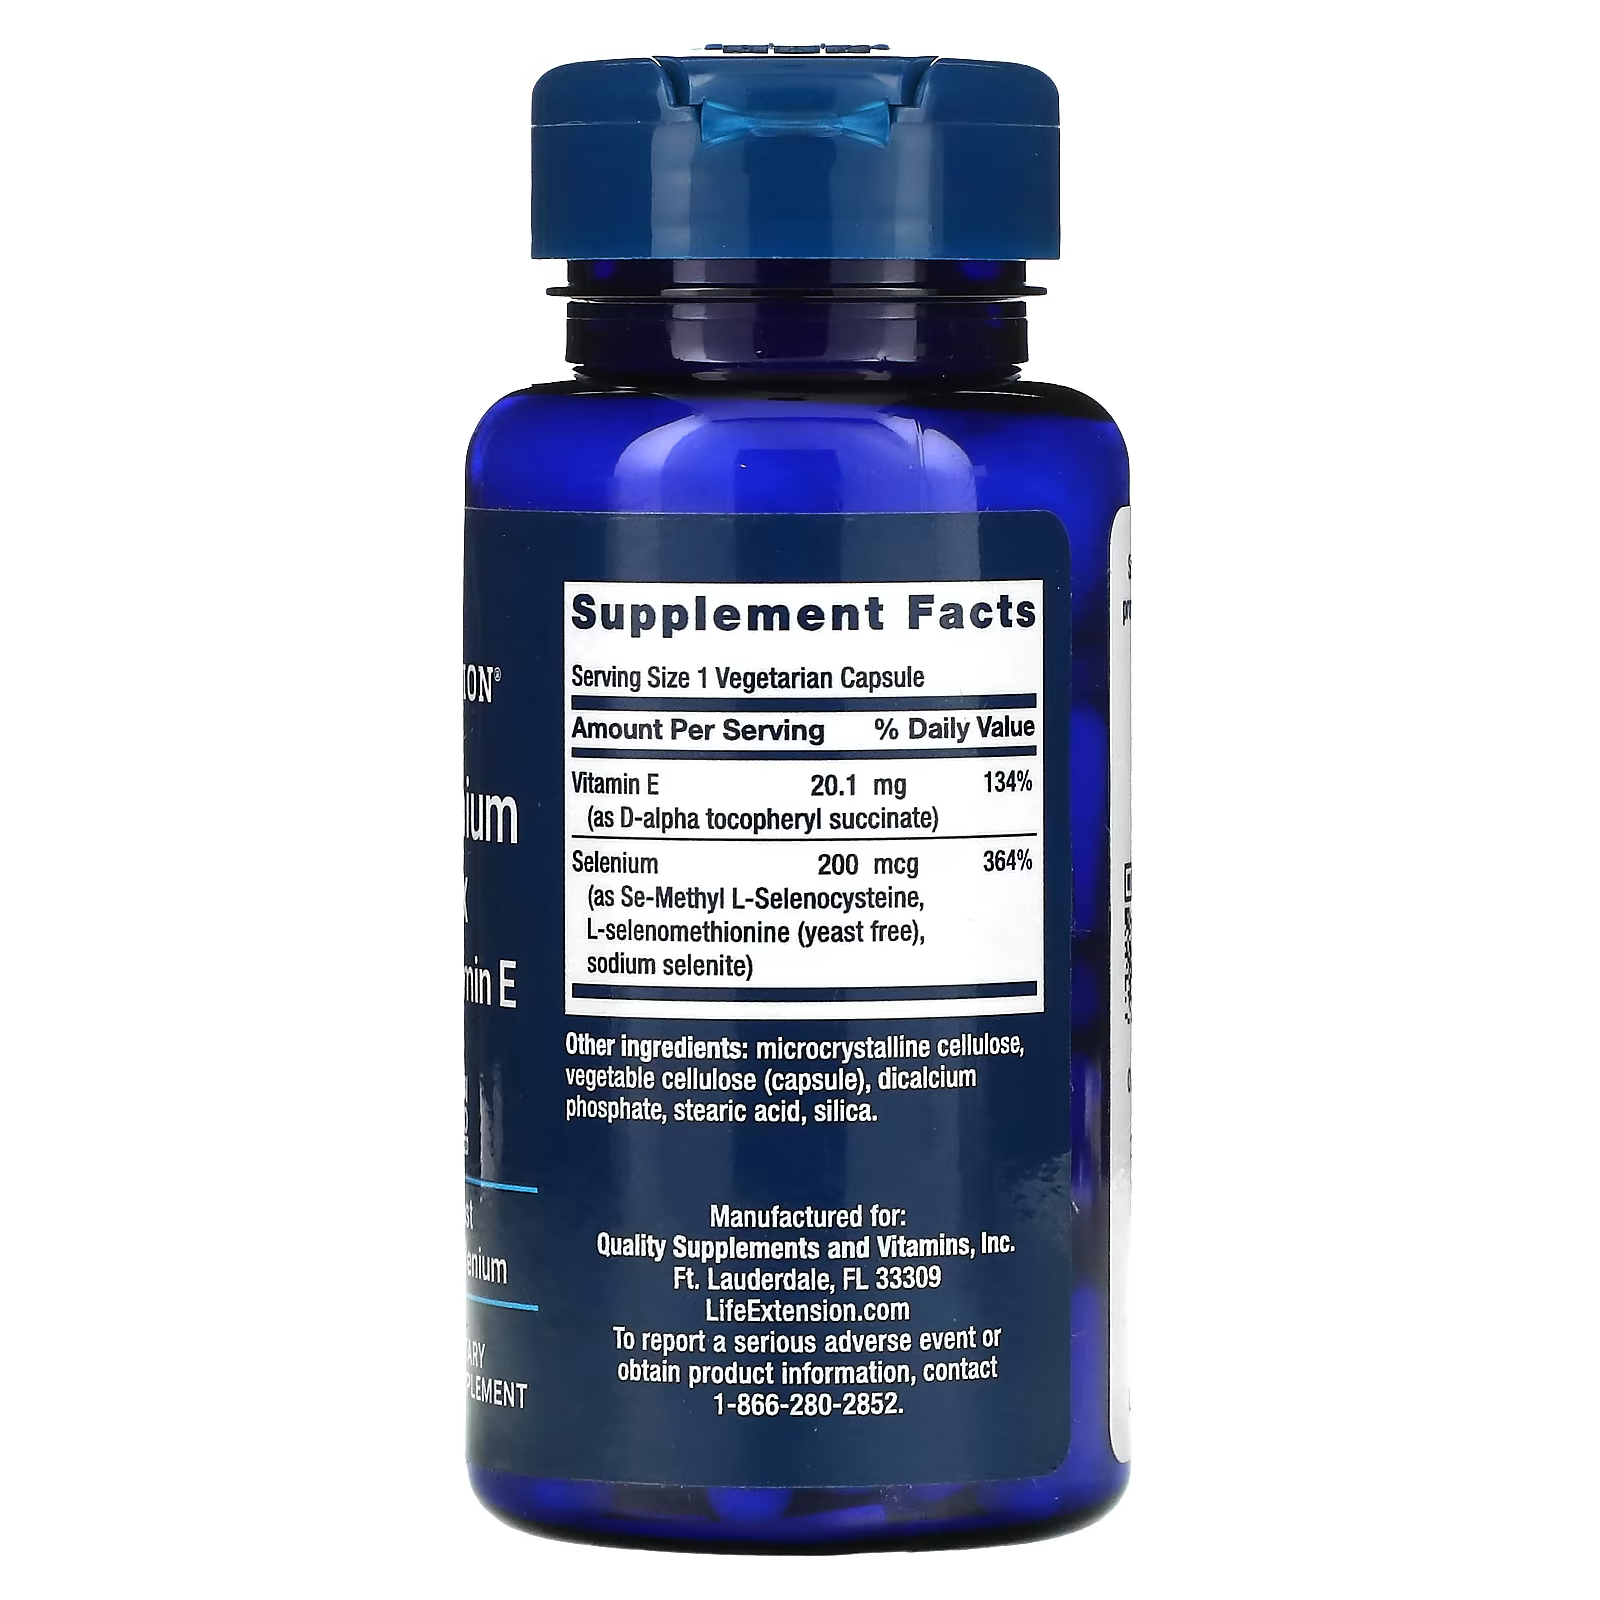 Supplement Facts
Serving Size 1 Vegetarian Capsule
Amount Per Serving % Daily Value
Vitamin E 20.1 mg 134%
(as D-alpha tocopheryl succinate)
Selenium 200 mcg 364%
(as Se-Methyl L-Selenocysteine,
L-selenomethionine (yeast free),
sodium selenite)
Other ingredients: microcrystalline cellulose,
vegetable cellulose (capsule), dicalcium
phosphate, stearic acid, silica.
Manufactured for:
Quality Supplements and Vitamins, Inc.
Ft. Lauderdale, FL 33309
LifeExtension.com
To report a serious adverse event or
obtain product information, contact
1-866-280-2852.
ION®
ium
x
min E
st
enium
ARY
PLEMENT